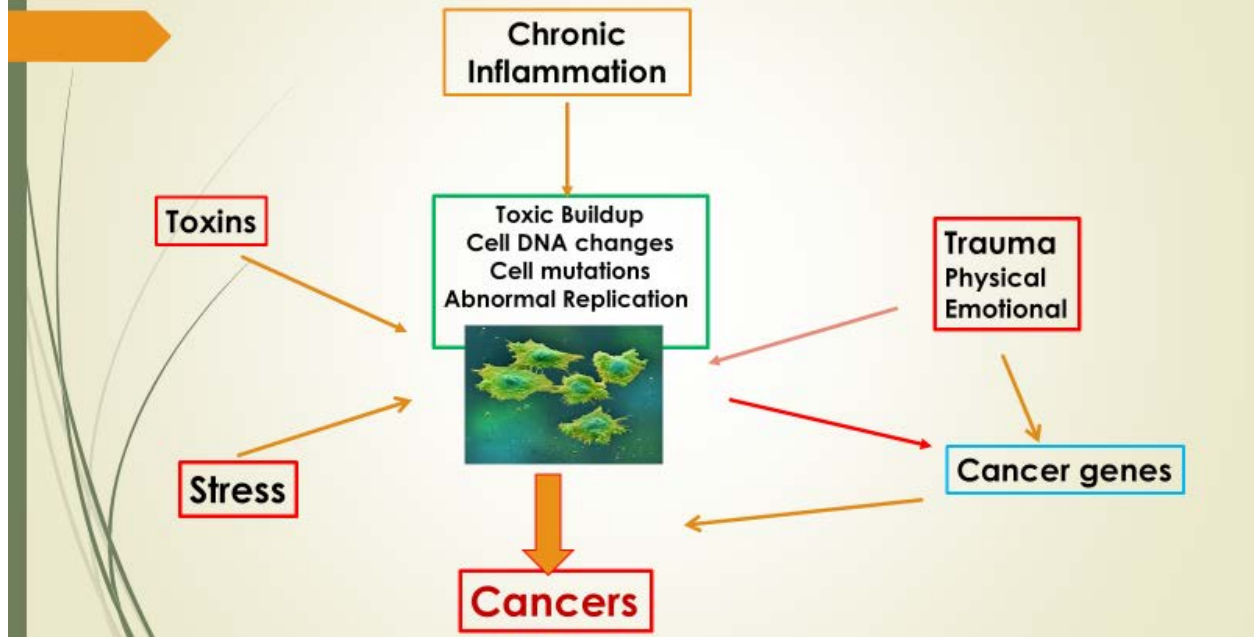 Chronic
Inflammation
Toxins
Toxic Buildup
Cell DNA changes
Cell mutations
Abnormal Replication
Trauma
Physical
Emotional
Stress
Cancer genes
Cancers